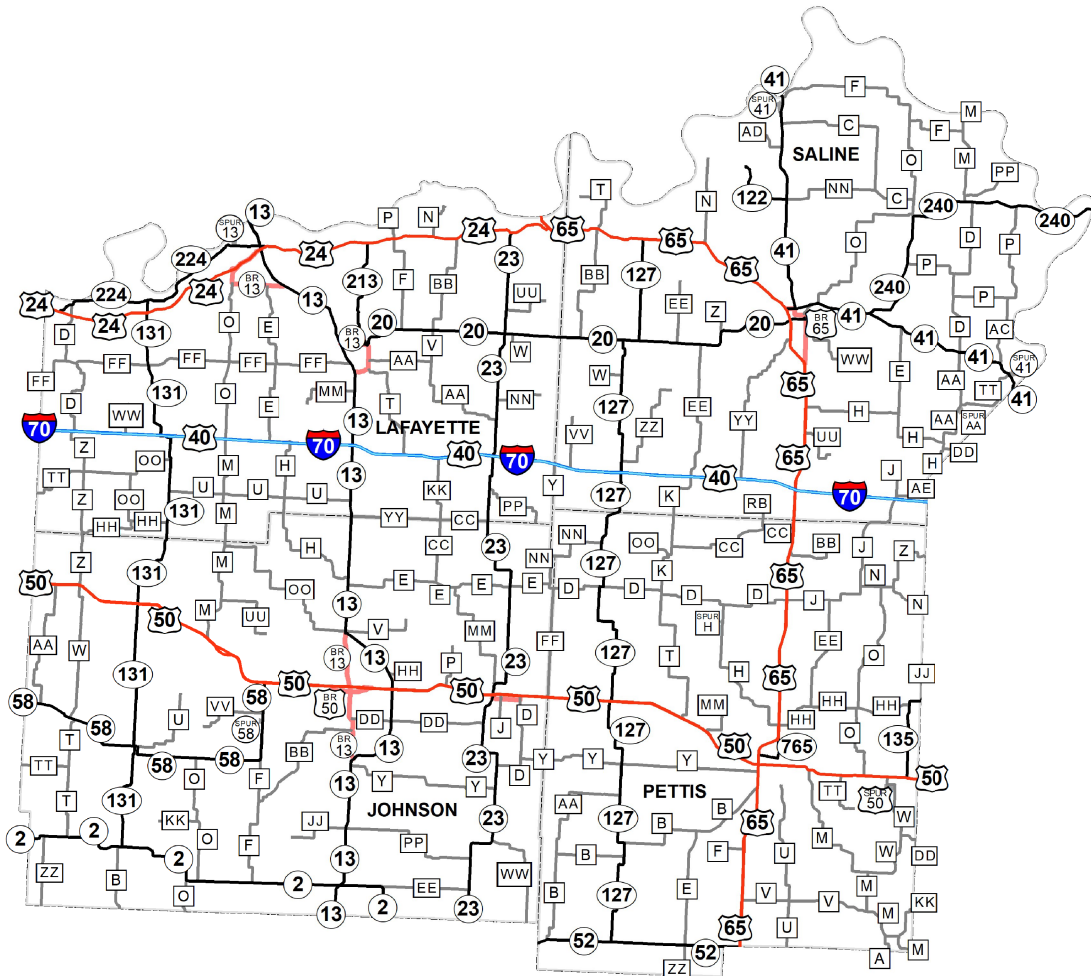 41
F
SPUR 41
M
AD
C
F
SALINE
O
M
PP
T
122
NN
C
N
P
N
13
SPUR 13
240
240
24
65
65
24
D
P
224
23
41
O
BB
127
65
P
224
24
BR 13
213
F
BB
UU
EE
240
P
24
24
D
131
O
E
13
BR 13
20
20
20
Z
20
BR 65
41
41
D
AC
41
SPUR 41
FF
FF
FF
FF
AA
V
W
23
WW
E
AA
TT
41
FF
D
131
O
E
MM
T
AA
NN
W
127
EE
65
H
AA
SPUR AA
WW
13
LAFAYETTE
VV
ZZ
YY
UU
H
DD
70
Z
40
70
40
70
65
H
OO
M
H
13
Y
40
J
TT
Z
OO
U
U
U
KK
PP
127
K
70
AE
HH
HH
131
M
YY
CC
RB
Z
M
H
CC
23
NN
NN
OO
CC
CC
BB
J
Z
50
131
OO
E
E
E
E
D
127
D
K
D
D
65
J
N
N
50
M
UU
13
V
MM
SPUR H
EE
AA
W
BR 13
13
P
23
FF
127
T
H
O
131
50
HH
50
50
65
JJ
58
58
BR 50
DD
DD
D
MM
HH
HH
HH
58
U
VV
SPUR 58
BB
BR 13
13
J
127
50
765
O
135
T
58
58
O
F
13
Y
Y
23
D
Y
Y
Y
50
TT
131
PETTIS
TT
SPUR 50
T
KK
O
JOHNSON
AA
B
65
W
2
2
JJ
PP
23
127
B
M
U
W
DD
2
F
13
B
F
ZZ
B
O
2
2
EE
WW
23
B
127
E
V
V
M
KK
13
65
U
M
M
52
52
A
ZZ